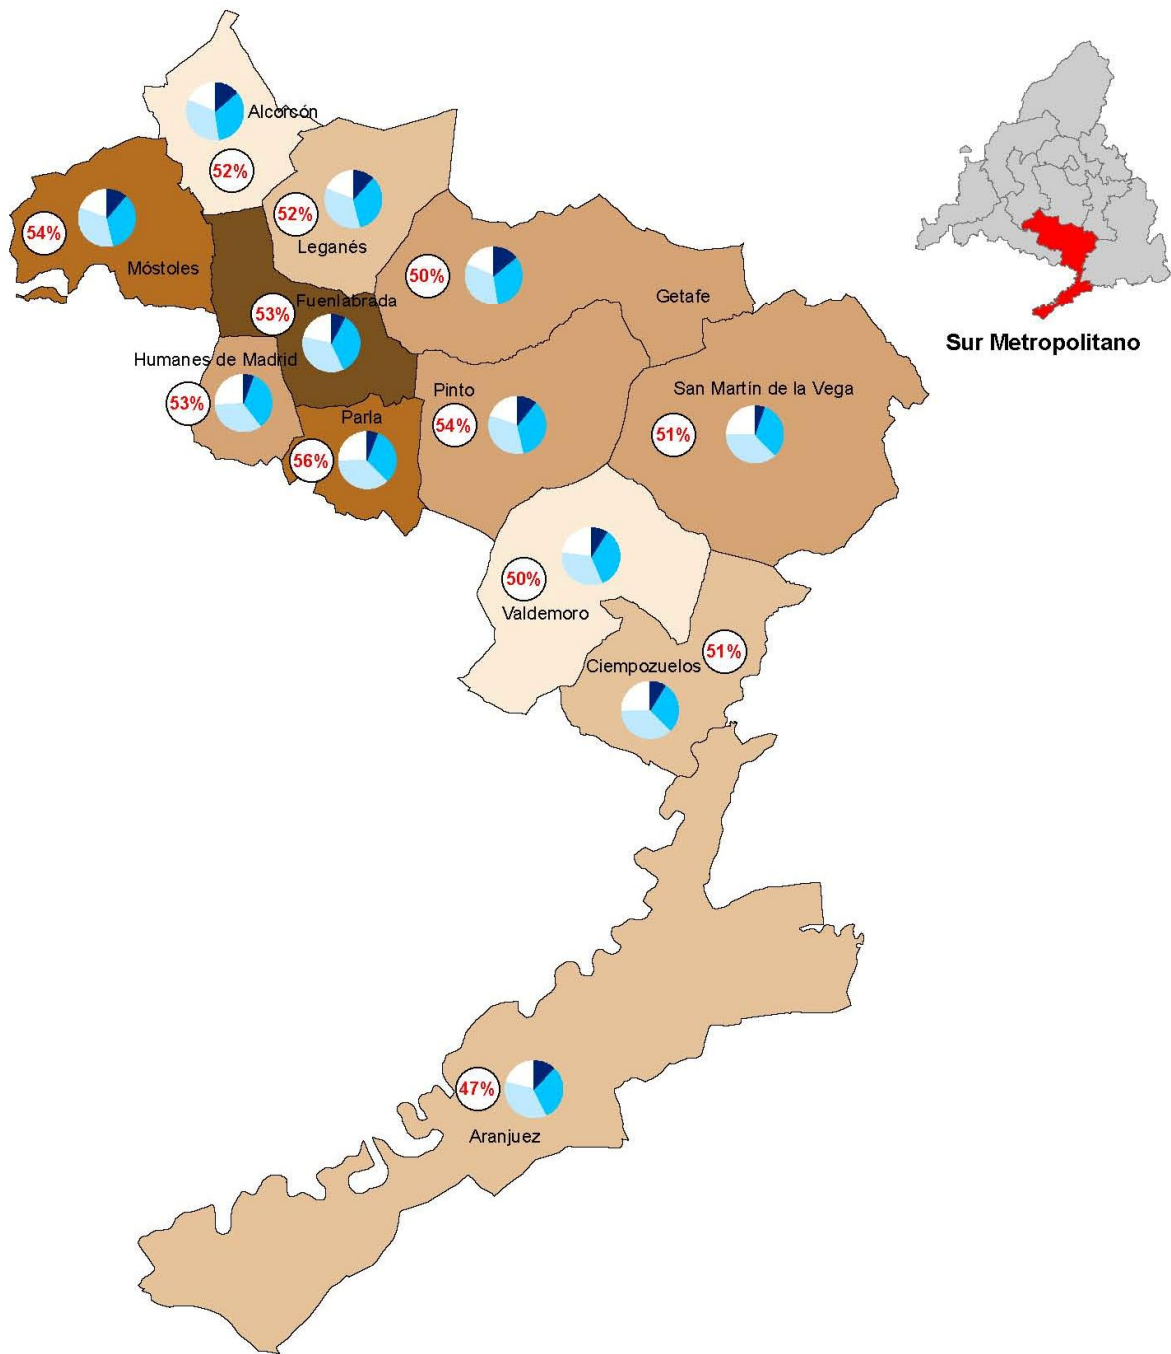 Alcorcón
52%
54%
Móstoles
52%
Leganés
50%
Getafe
Fuenlabrada
53%
Sur Metropolitano
Humanes de Madrid
53%
Parla
56%
Pinto
54%
San Martín de la Vega
51%
50%
Valdemoro
51%
Ciempozuelos
47%
Aranjuez